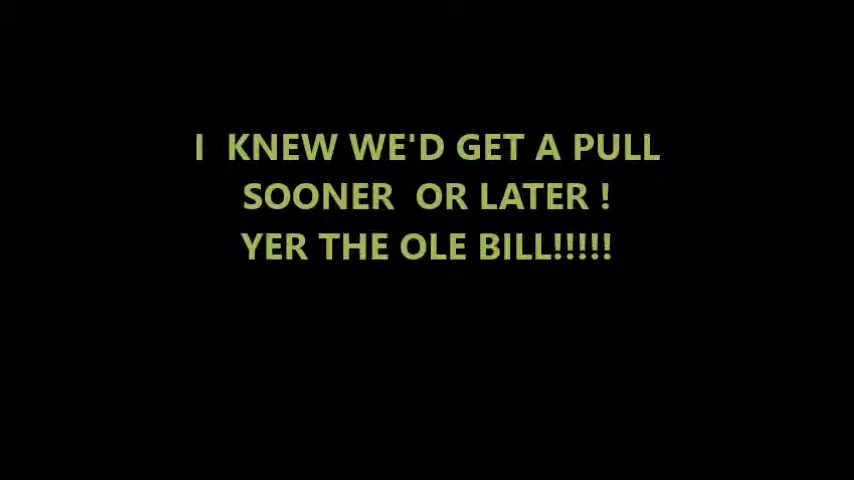 I  KNEW WE'D GET A PULL
SOONER  OR LATER !
YER THE OLE BILL!!!!!